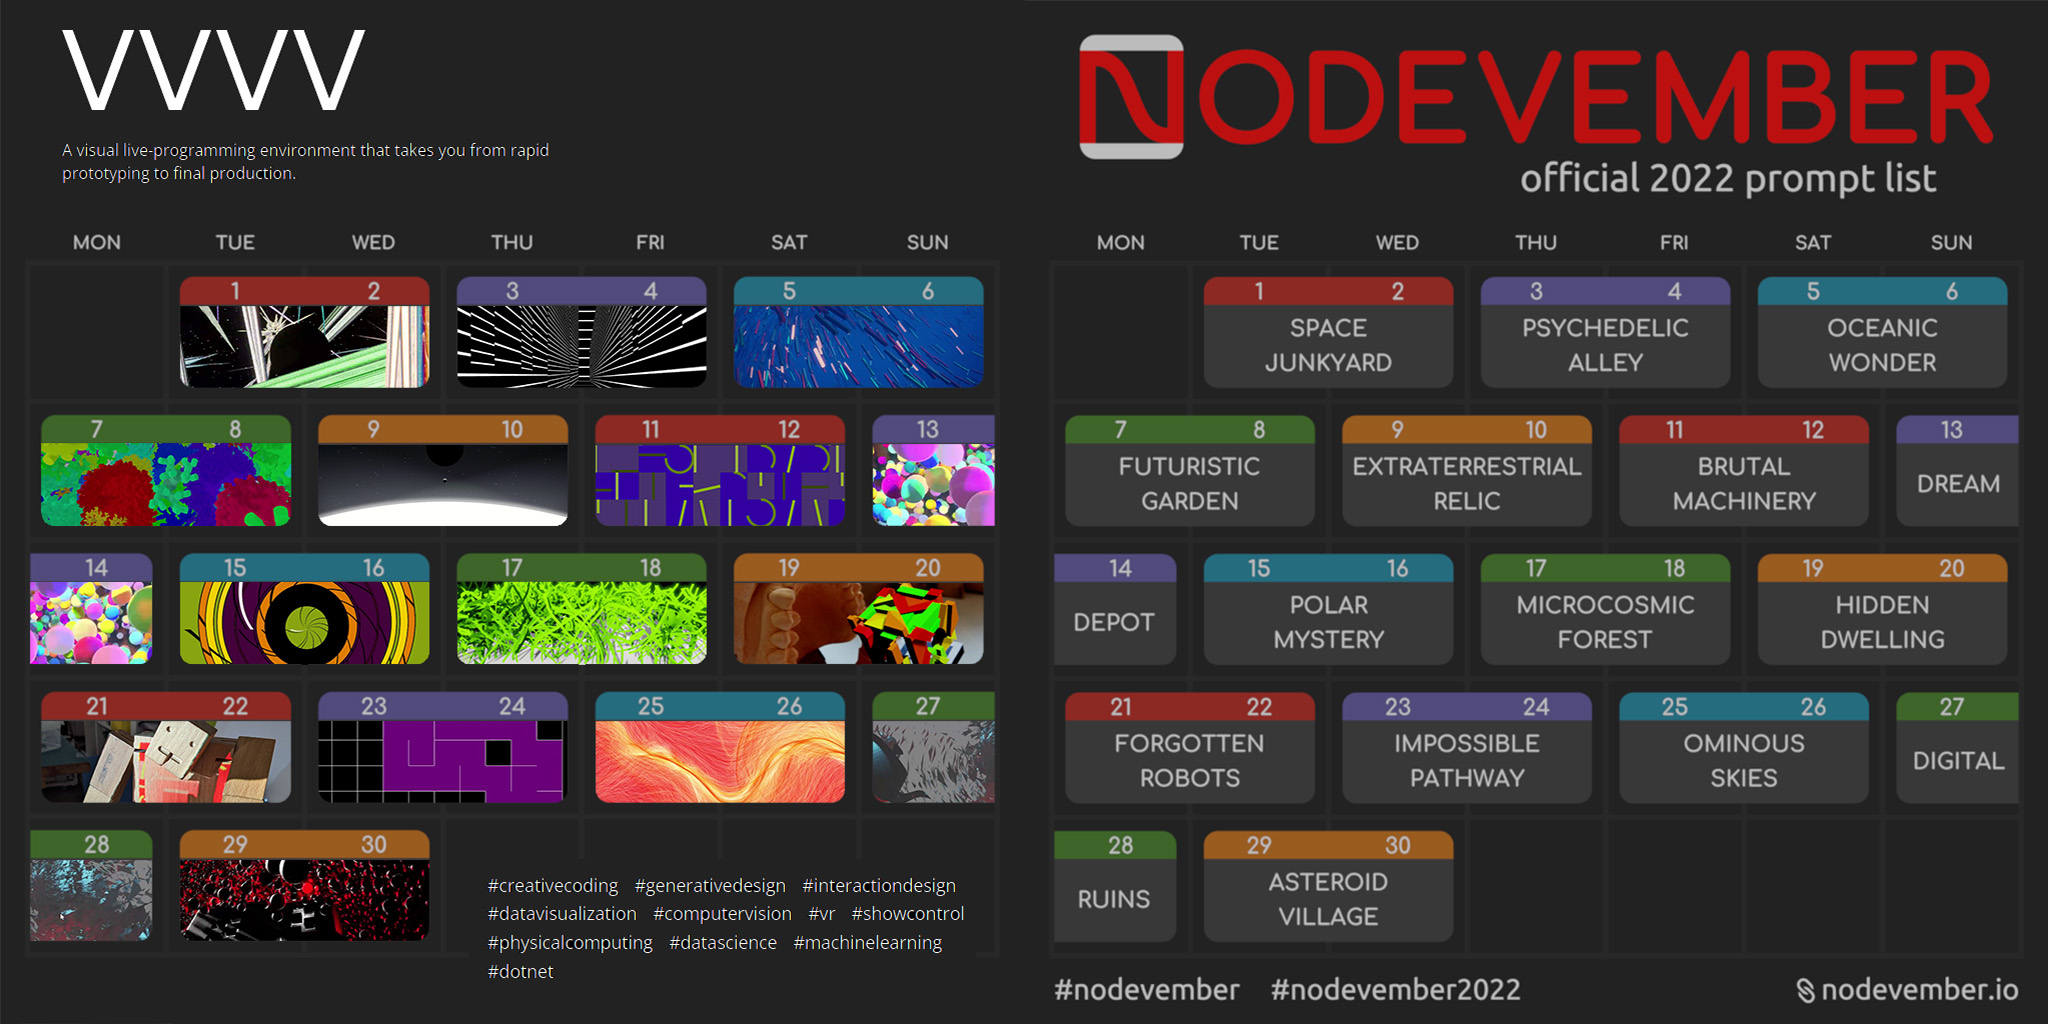 VVVV
A visual live-programming environment that takes you from rapid
prototyping to final production.
MON TUE WED THU FRI SAT SUN
1 2 3 4 5 6
7 8 9 10 11 12 13
14 15 16 17 18 19 20
21 22 23 24 25 26 27
28 29 30
#creativecoding #generativedesign #interactiondesign
#datavisualization #computervision #vr #showcontrol
#physicalcomputing #datascience #machinelearning
#dotnet
NODEVEMBER
official 2022 prompt list
MON TUE WED THU FRI SAT SUN
1 2 3 4 5 6
SPACE PSYCHEDELIC OCEANIC
JUNKYARD ALLEY WONDER
7 8 9 10 11 12 13
FUTURISTIC EXTRATERRESTRIAL BRUTAL DREAM
GARDEN RELIC MACHINERY
14 15 16 17 18 19 20
DEPOT POLAR MICROCOSMIC HIDDEN
MYSTERY FOREST DWELLING
21 22 23 24 25 26 27
FORGOTTEN IMPOSSIBLE OMINOUS DIGITAL
ROBOTS PATHWAY SKIES
28 29 30
RUINS ASTEROID
VILLAGE
#nodevember #nodevember2022 nodevember.io